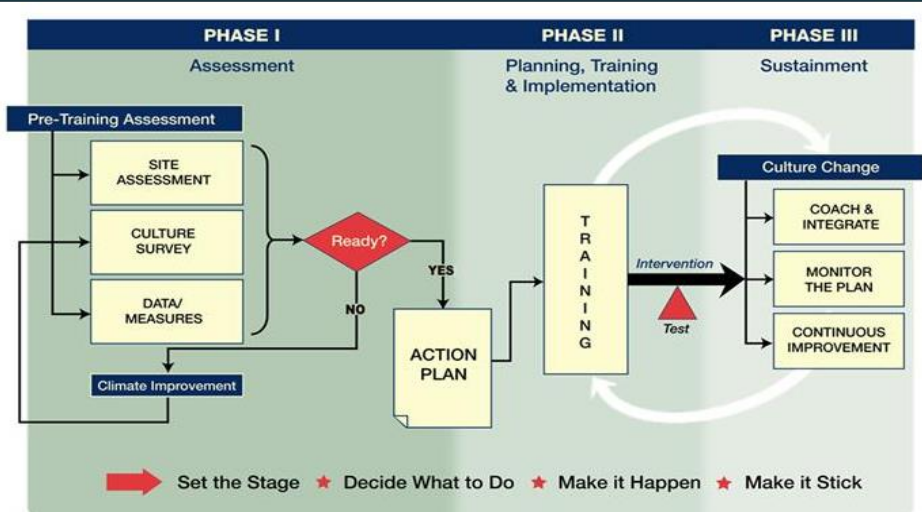 PHASE I
Assessment
PHASE II
Planning, Training
& Implementation
PHASE III
Sustainment
Pre-Training Assessment
SITE
ASSESSMENT
CULTURE
SURVEY
DATA/
MEASURES
Ready?
YES
NO
Climate Improvement
ACTION
PLAN
TRAINING
Intervention
Test
Culture Change
COACH &
INTEGRATE
MONITOR
THE PLAN
CONTINUOUS
IMPROVEMENT
Set the Stage ★ Decide What to Do ★ Make it Happen ★ Make it Stick